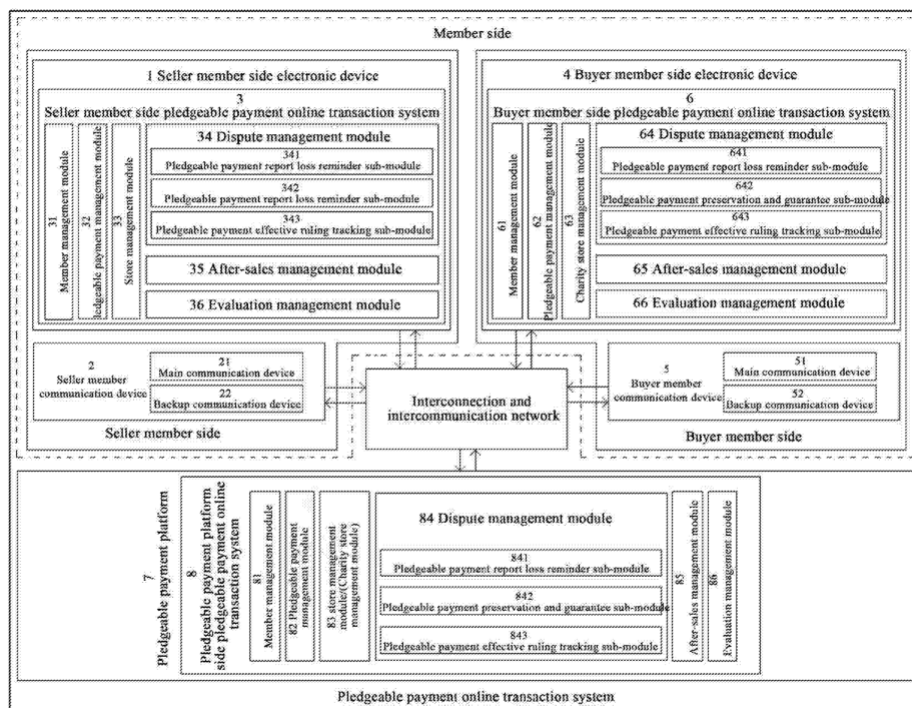 Member side
1 Seller member side electronic device
3
Seller member side pledgeable payment online transaction system
31
Member management module
32
ledgeable payment management module
33
Store management module
34 Dispute management module
341
Pledgeable payment report loss reminder sub-module
342
Pledgeable payment report loss reminder sub-module
343
Pledgeable payment effective ruling tracking sub-module
35 After-sales management module
36 Evaluation management module
2
Seller member
communication device
21
Main communication device
22
Backup communication device
Seller member side
4 Buyer member side electronic device
6
Buyer member side pledgeable payment online transaction system
61
Member management module
62
Pledgeable payment management module
63
Charity store management module
64 Dispute management module
641
Pledgeable payment report loss reminder sub-module
642
Pledgeable payment preservation and guarantee sub-module
643
Pledgeable payment effective ruling tracking sub-module
65 After-sales management module
66 Evaluation management module
5
Buyer member
communication device
51
Main communication device
52
Backup communication device
Buyer member side
Interconnection and
intercommunication network
7
Pledgeable payment platform
8
Pledgeable payment platform
side pledgeable payment online
transaction system
81
Member management module
82 Pledgeable payment
management module
83 store management
module/(Charity store
management module)
84 Dispute management module
841
Pledgeable payment report loss reminder sub-module
842
Pledgeable payment preservation and guarantee sub-module
843
Pledgeable payment effective ruling tracking sub-module
85
After-sales management module
86
Evaluation management module
Pledgeable payment online transaction system